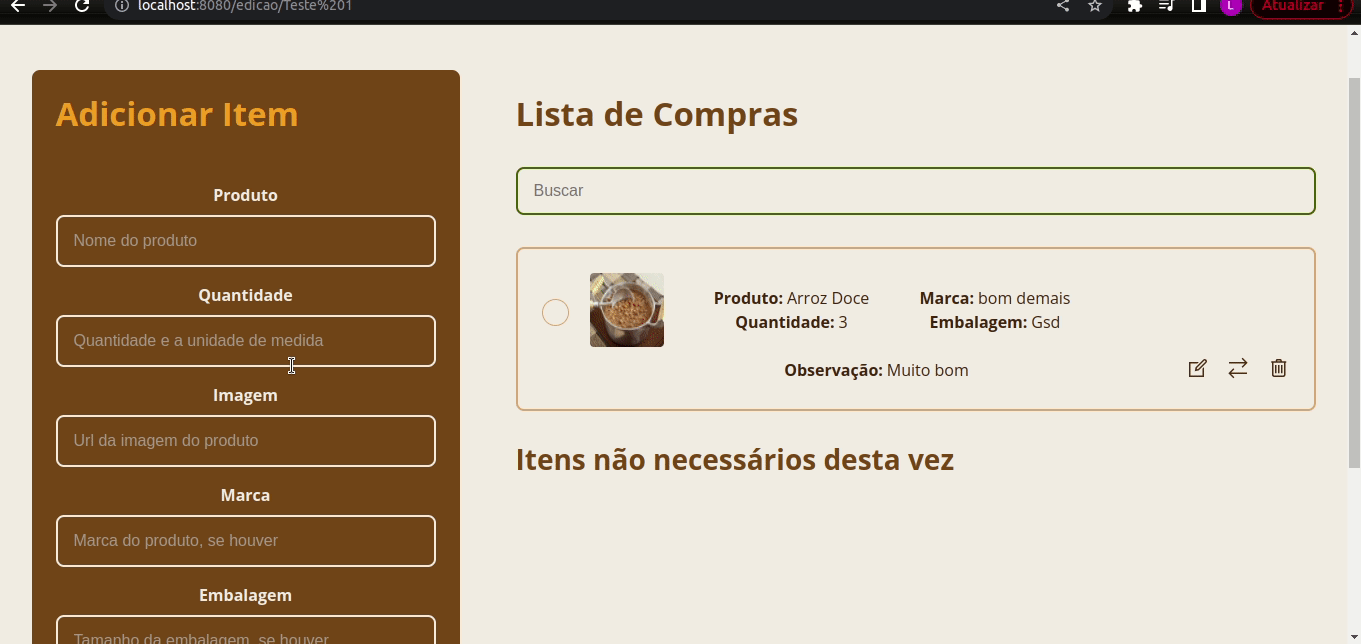 localhost:8080/edicao/Teste%201
L
Atualizar
Adicionar Item
Produto
Nome do produto
Quantidade
Quantidade e a unidade de medida
Imagem
Url da imagem do produto
Marca
Marca do produto, se houver
Embalagem
Tamanho da embalagem, se houver
Lista de Compras
Buscar
Produto: Arroz Doce
Marca: bom demais
Quantidade: 3
Embalagem: Gsd
Observação: Muito bom
Itens não necessários desta vez